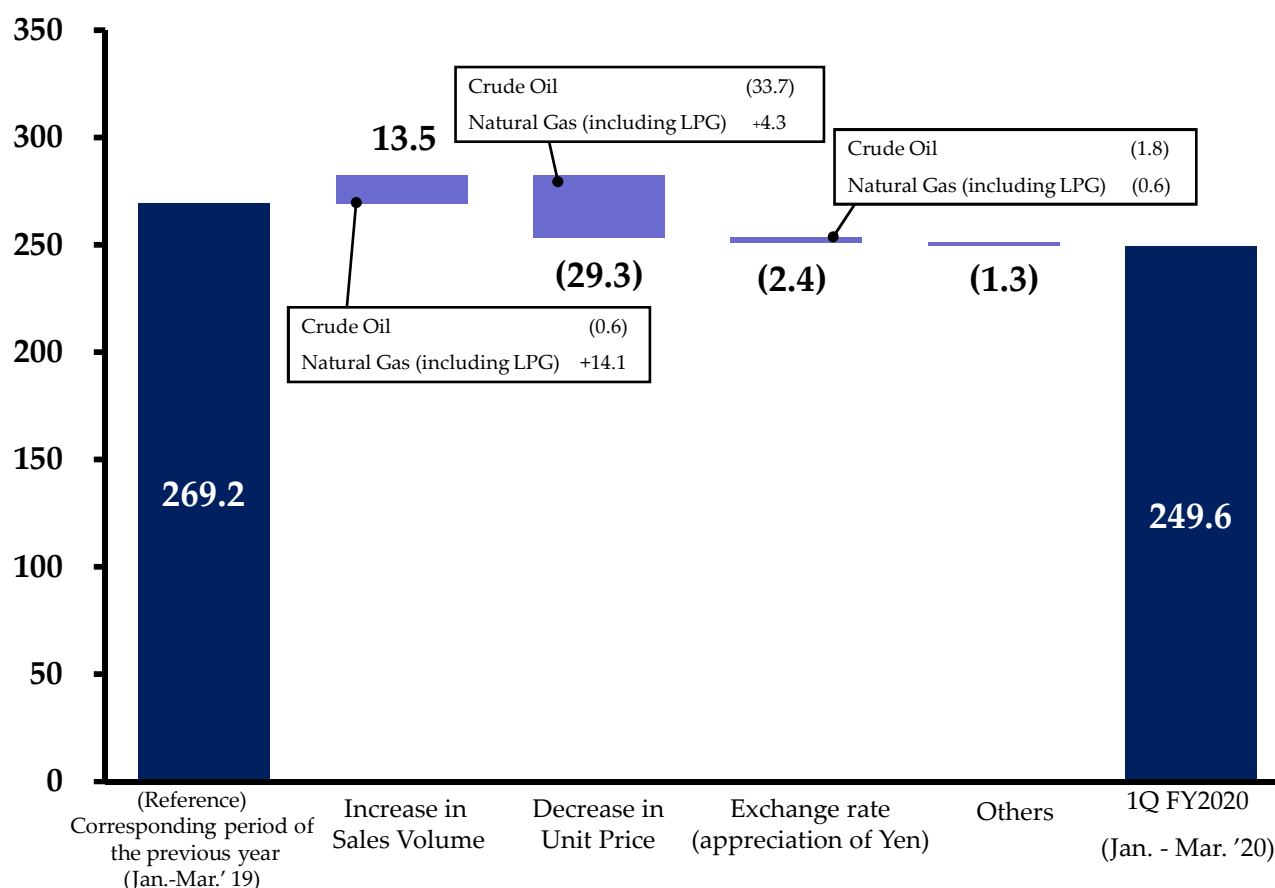 350
300
250
200
150
100
50
0
Crude Oil (33.7)
Natural Gas (including LPG) +4.3
13.5
Crude Oil (1.8)
Natural Gas (including LPG) (0.6)
(29.3)
(2.4)
(1.3)
Crude Oil (0.6)
Natural Gas (including LPG) +14.1
269.2
249.6
(Reference)
Corresponding period of
the previous year
(Jan.-Mar.’ 19)
Increase in
Sales Volume
Decrease in
Unit Price
Exchange rate
(appreciation of Yen)
Others
1Q FY2020
(Jan. - Mar. ’20)